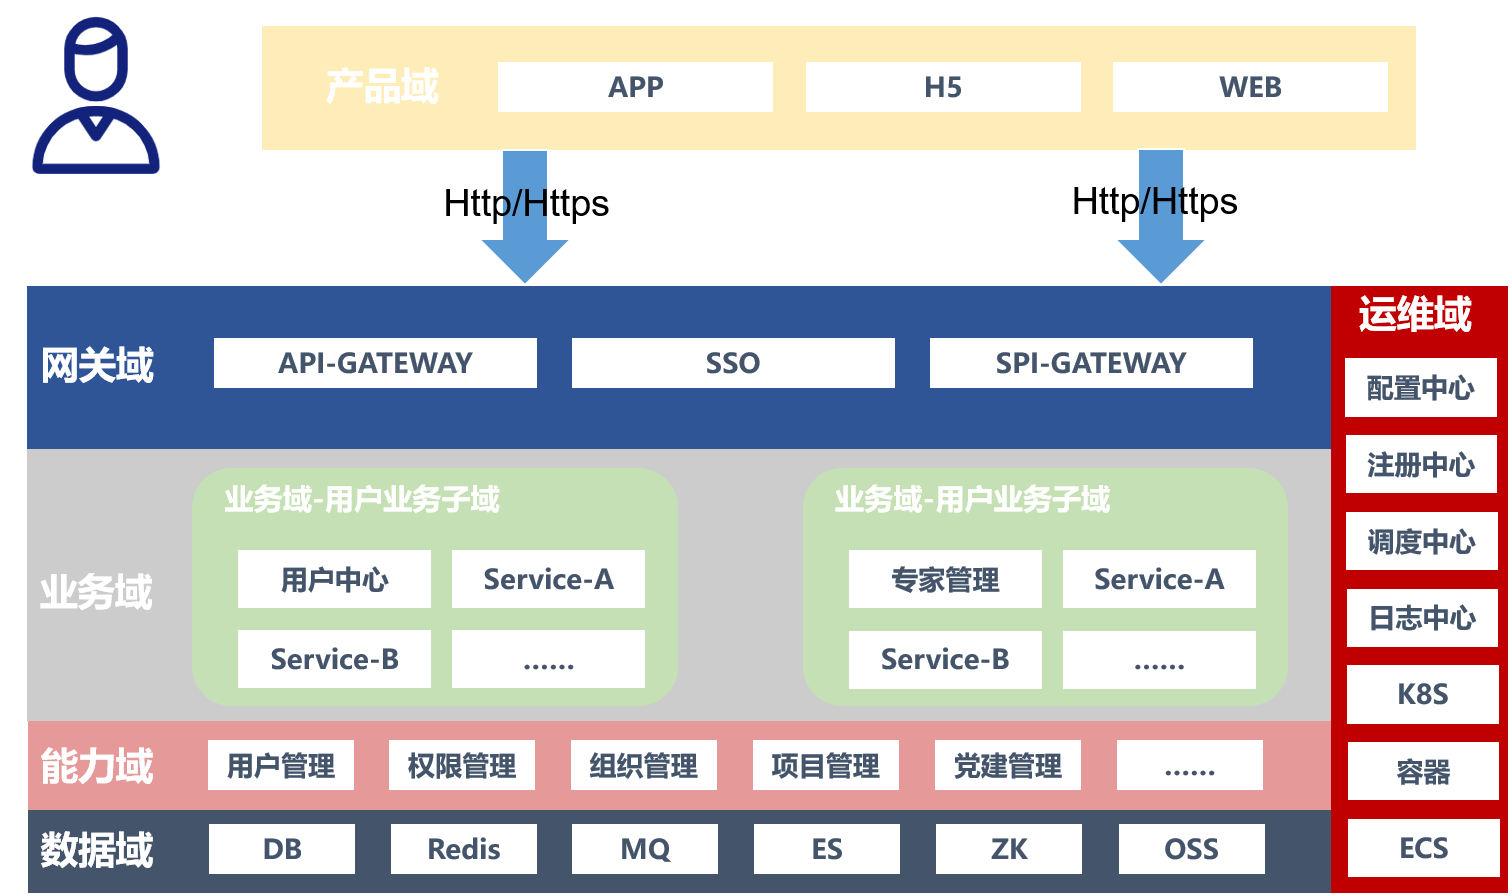 产品域
APP
H5
WEB
Http/Https
Http/Https
网关域
API-GATEWAY
SSO
SPI-GATEWAY
业务域
业务域-用户业务子域
用户中心
Service-A
Service-B
......
业务域-用户业务子域
专家管理
Service-A
Service-B
......
能力域
用户管理
权限管理
组织管理
项目管理
党建管理
......
数据域
DB
Redis
MQ
ES
ZK
OSS
运维域
配置中心
注册中心
调度中心
日志中心
K8S
容器
ECS